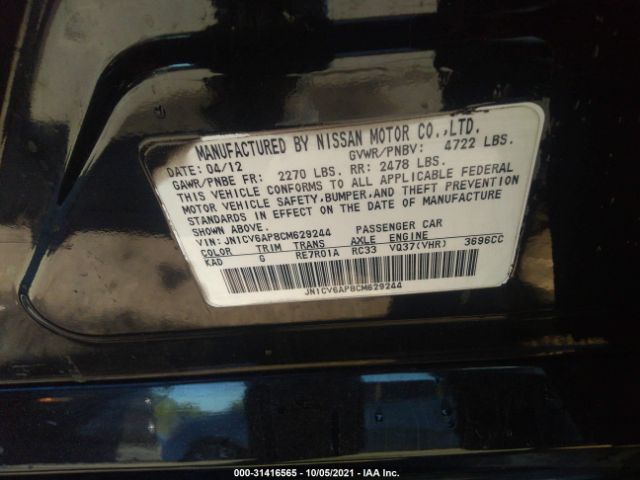 MANUFACTURED BY NISSAN MOTOR CO.,LTD.
DATE: 04/12 GVWR/PNBV: 4722 LBS.
GAWR/PNBE FR: 2270 LBS. RR: 2478 LBS.
THIS VEHICLE CONFORMS TO ALL APPLICABLE FEDERAL
MOTOR VEHICLE SAFETY,BUMPER,AND THEFT PREVENTION
STANDARDS IN EFFECT ON THE DATE OF MANUFACTURE
SHOWN ABOVE.
VIN: JN1CV6AP8CM629244 PASSENGER CAR
COLOR TRIM TRANS AXLE ENGINE
KAD G RE7R01A RC33 VQ37(VHR) 3696CC
JN1CV6AP8CM629244
000-31416565 - 10/05/2021 - IAA Inc.